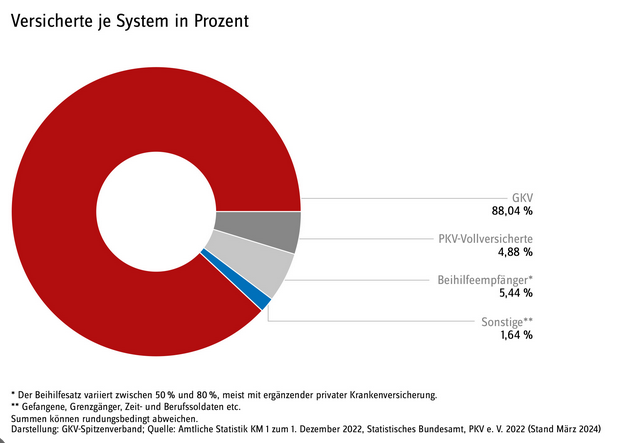 Versicherte je System in Prozent
GKV
88,04 %
PKV-Vollversicherte
4,88 %
Beihilfeempfänger*
5,44 %
Sonstige**
1,64 %
* Der Beihilfesatz variiert zwischen 50 % und 80 %, meist mit ergänzender privater Krankenversicherung.
** Gefangene, Grenzgänger, Zeit- und Berufssoldaten etc.
Summen können rundungsbedingt abweichen.
Darstellung: GKV-Spitzenverband; Quelle: Amtliche Statistik KM 1 zum 1. Dezember 2022, Statistisches Bundesamt, PKV e. V. 2022 (Stand März 2024)